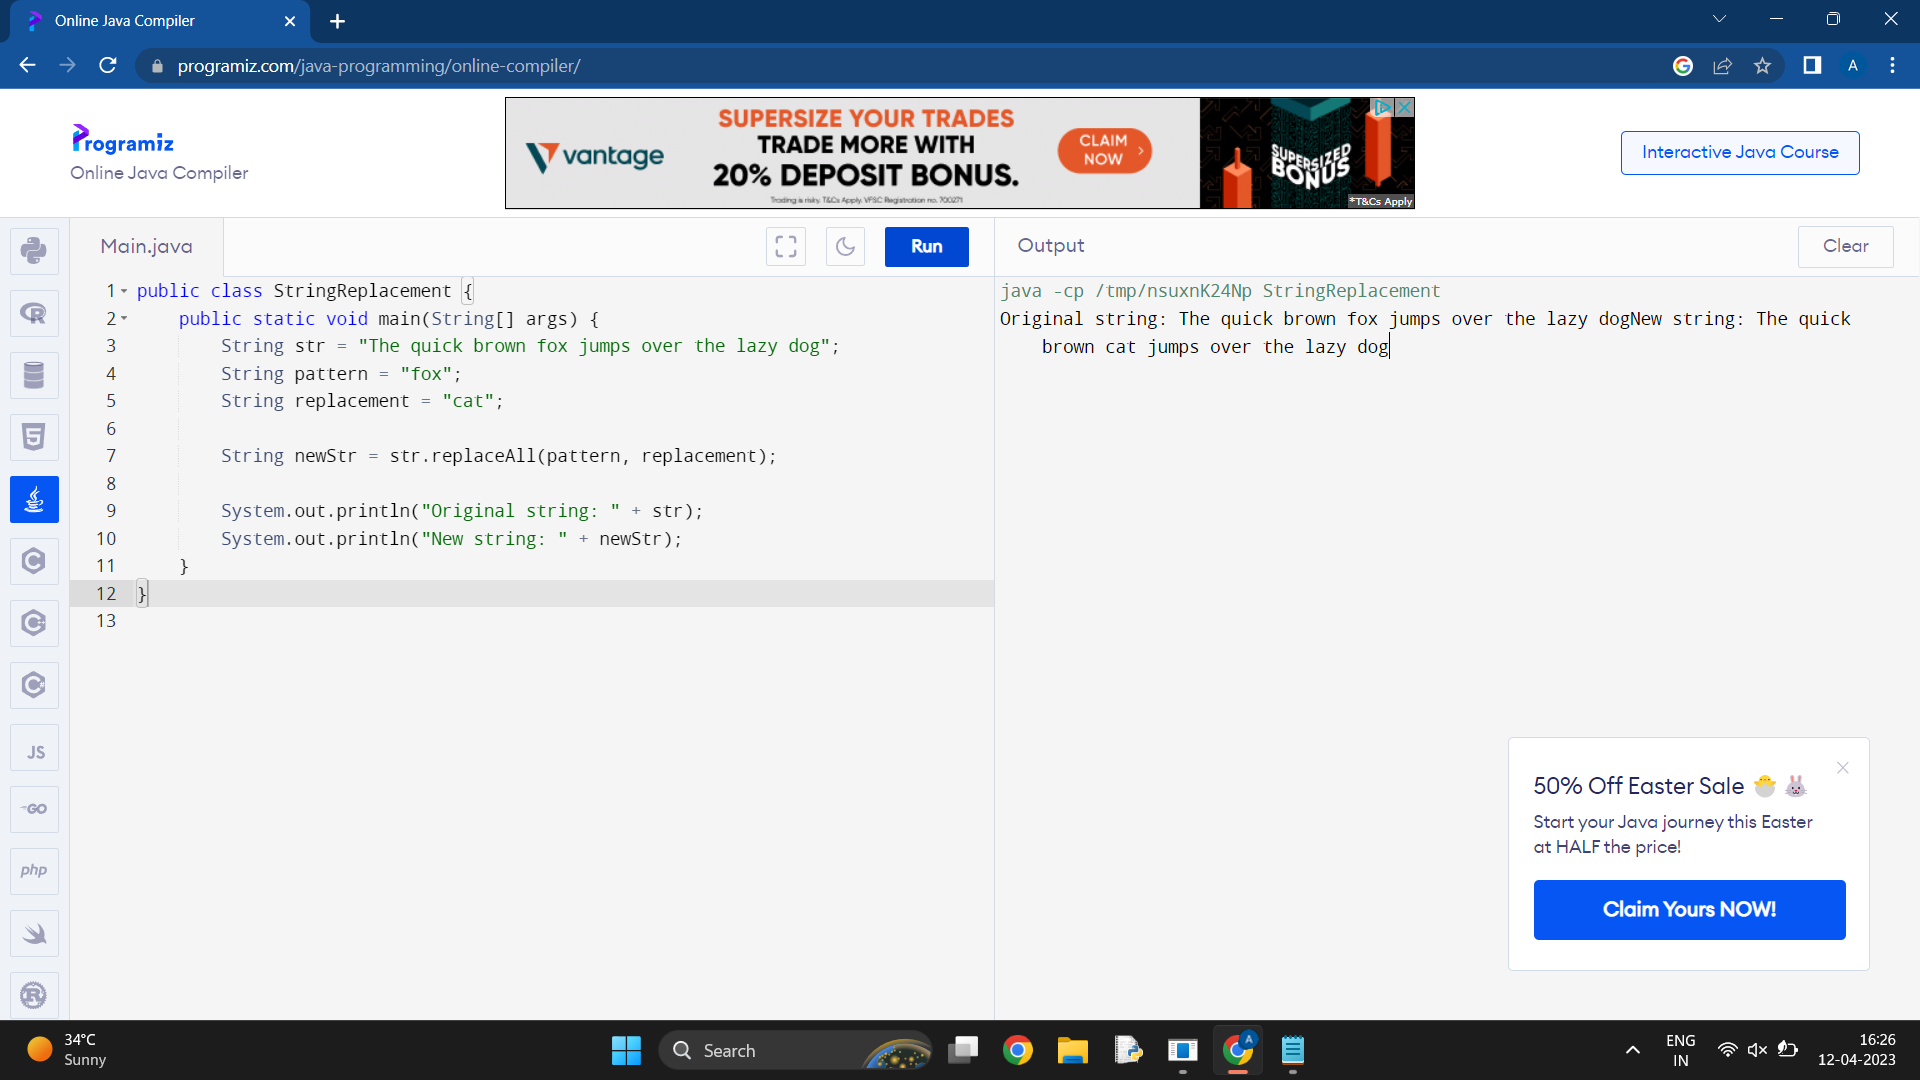 Online Java Compiler
programiz.com/java-programming/online-compiler/
A
Programiz
Online Java Compiler
vantage
SUPERSIZE YOUR TRADES
TRADE MORE WITH
20% DEPOSIT BONUS.
Trading is risky. T&Cs Apply. VFSC Registration no. 700271
CLAIM
NOW
SUPERSIZED
BONUS
*T&Cs Apply
Interactive Java Course
Main.java
Run
Output
Clear
1 public class StringReplacement {
2     public static void main(String[] args) {
3         String str = "The quick brown fox jumps over the lazy dog";
4         String pattern = "fox";
5         String replacement = "cat";
6
7         String newStr = str.replaceAll(pattern, replacement);
8
9         System.out.println("Original string: " + str);
10         System.out.println("New string: " + newStr);
11     }
12 }
13
java -cp /tmp/nsuxnK24Np StringReplacement
Original string: The quick brown fox jumps over the lazy dogNew string: The quick
brown cat jumps over the lazy dog
R
5
C
C++
C#
JS
GO
php
R
50% Off Easter Sale 🐣 🐰
Start your Java journey this Easter
at HALF the price!
Claim Yours NOW!
34°C
Sunny
Search
A
ENG
IN
16:26
12-04-2023